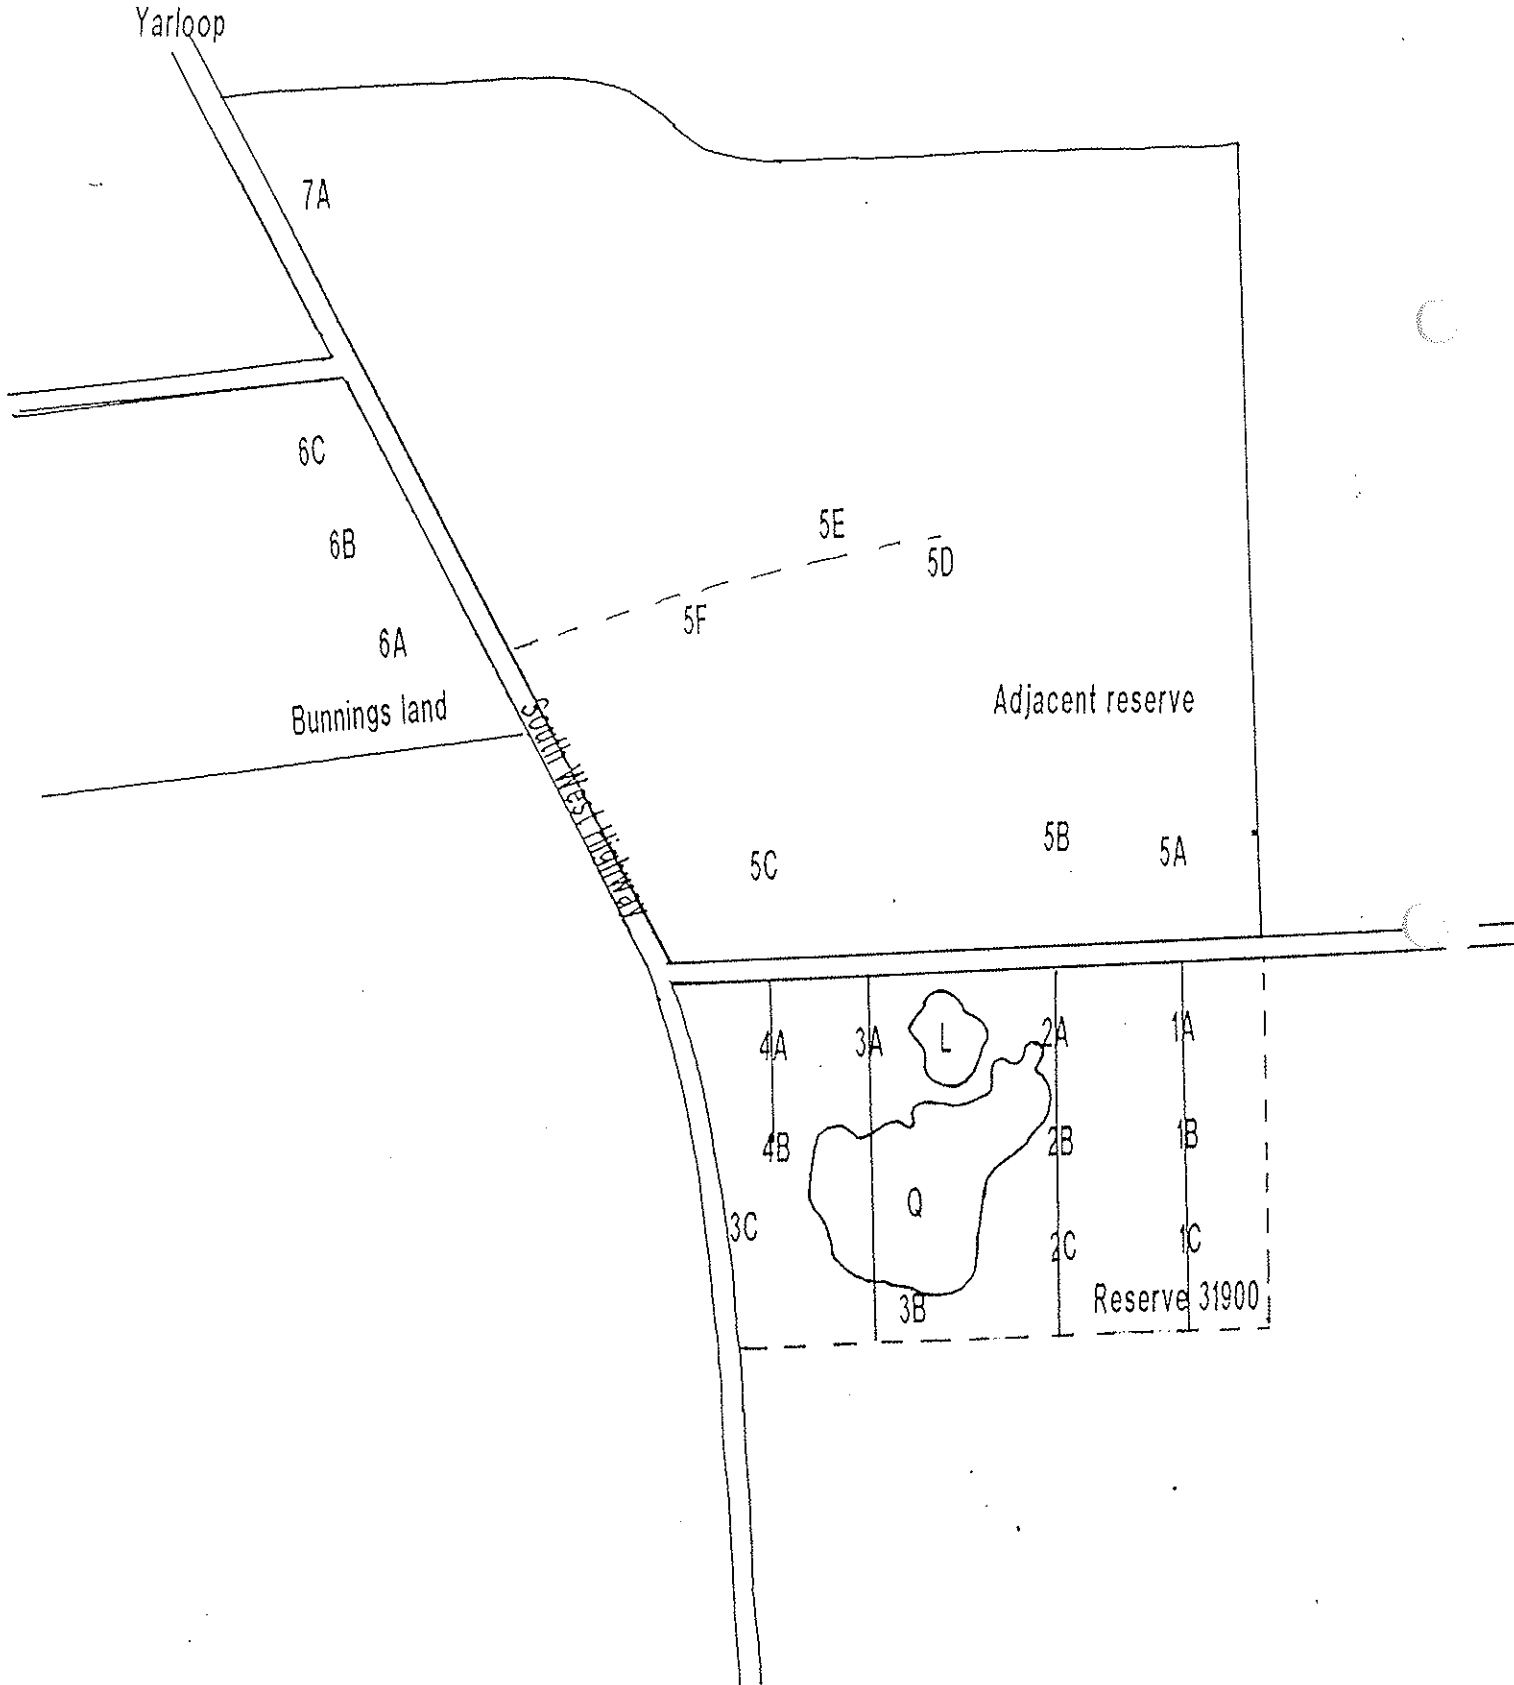 Yarloop
7A
6C
5E
6B
5D
5F
6A
Adjacent reserve
Bunnings land
South West Highway
5B
5A
5C
1A
2A
L
3A
4A
1B
2B
4B
Q
3C
1C
2C
Reserve 31900
3B